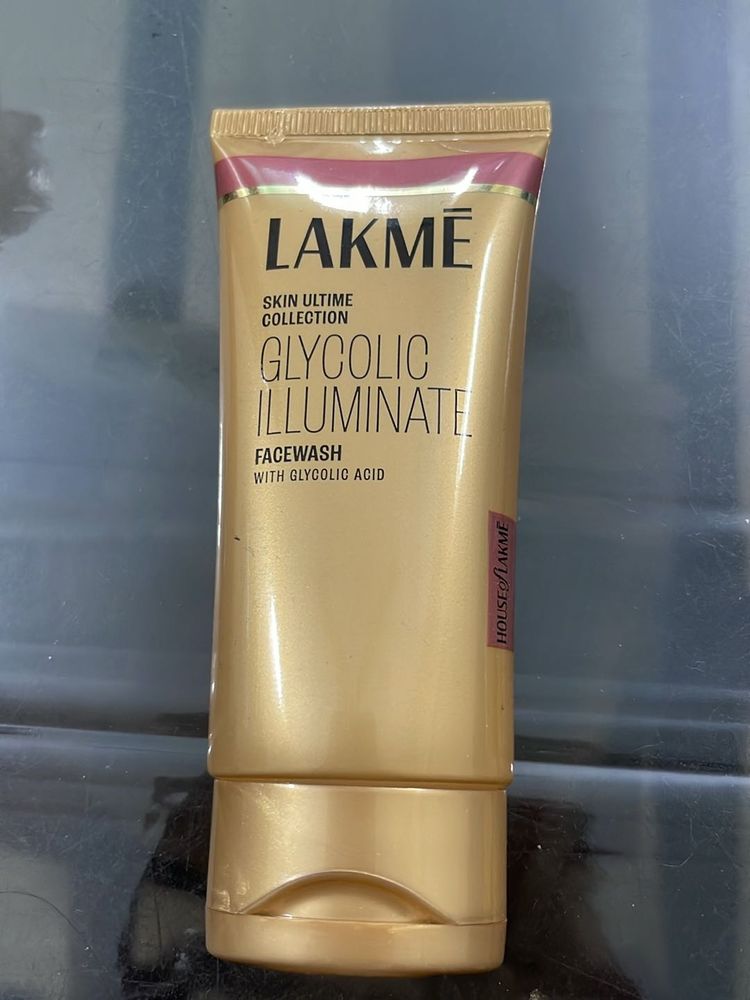 LAKMĒ
SKIN ULTIME
COLLECTION
GLYCOLIC
ILLUMINATE
FACEWASH
WITH GLYCOLIC ACID
HOUSE of LAKMĒ